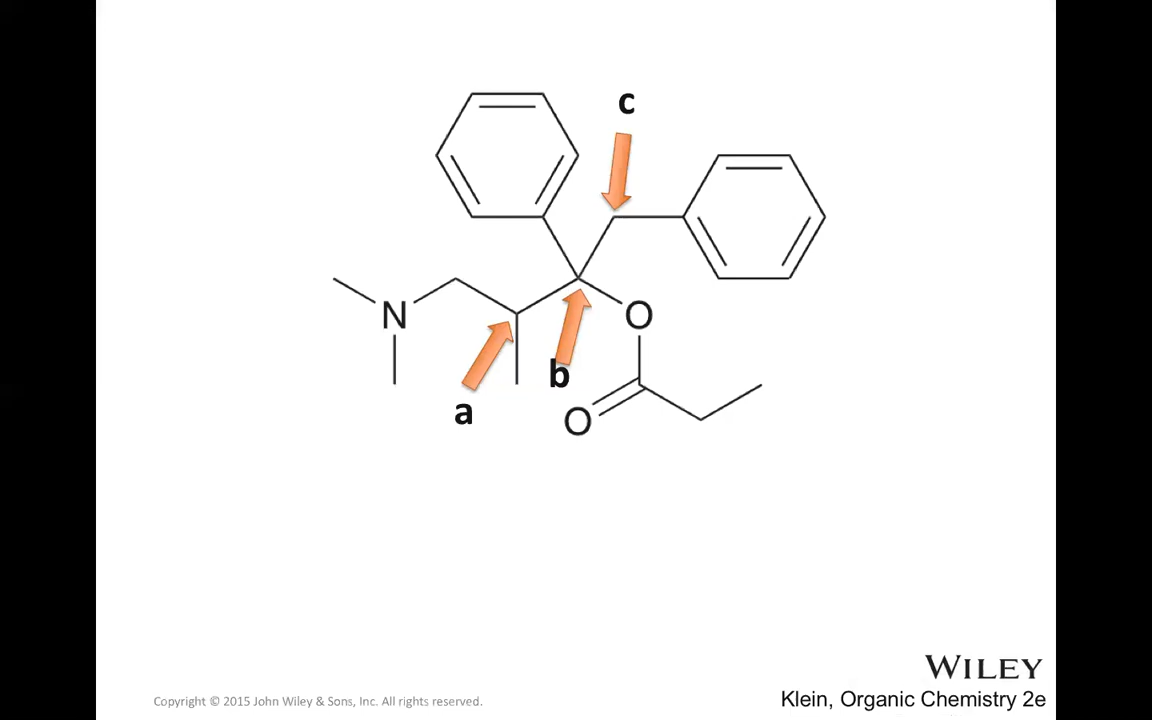 c
N
O
b
a
O
WILEY
Copyright © 2015 John Wiley & Sons, Inc. All rights reserved.
Klein, Organic Chemistry 2e